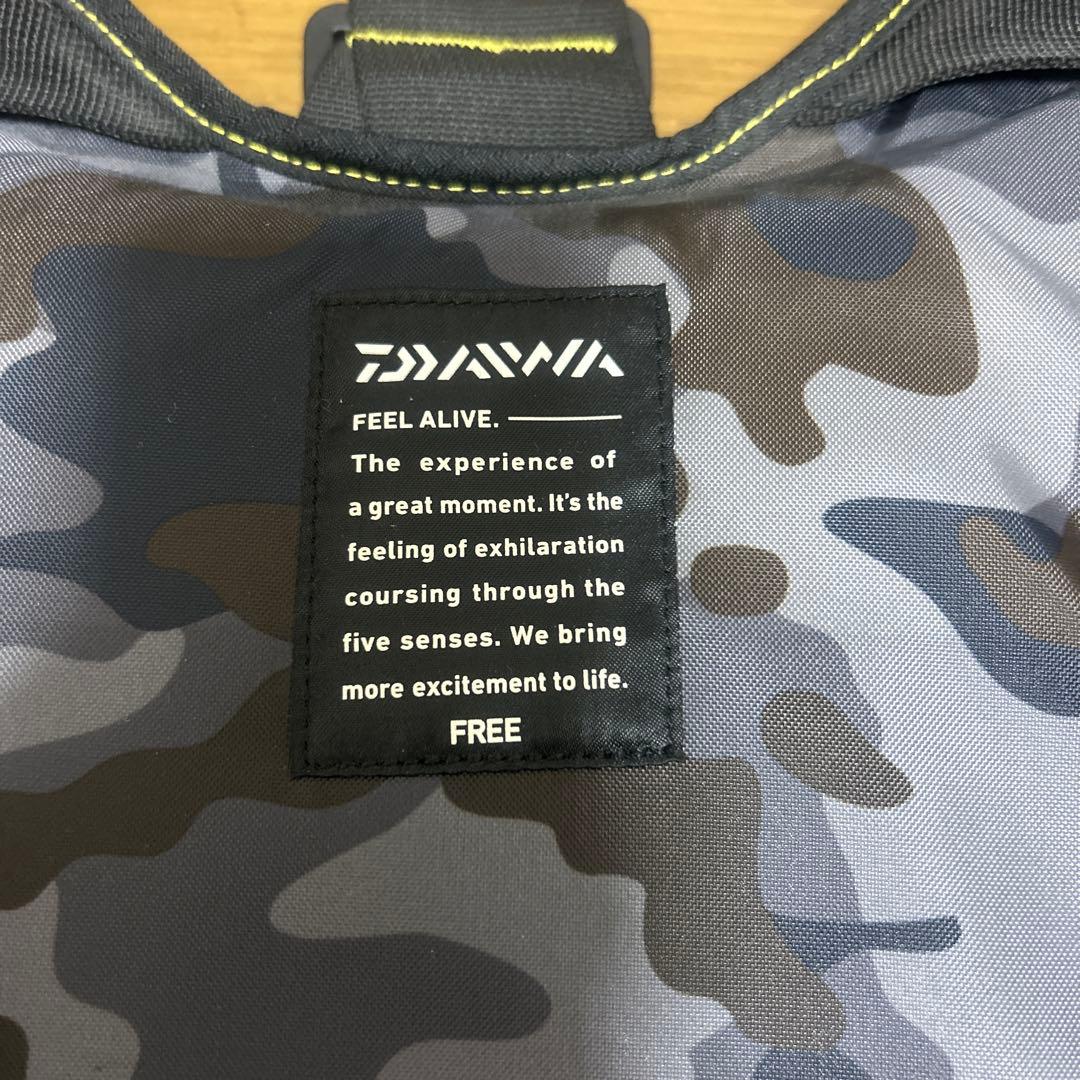 DAIWA
FEEL ALIVE.
The experience of
a great moment. It's the
feeling of exhilaration
coursing through the
five senses. We bring
more excitement to life.
FREE